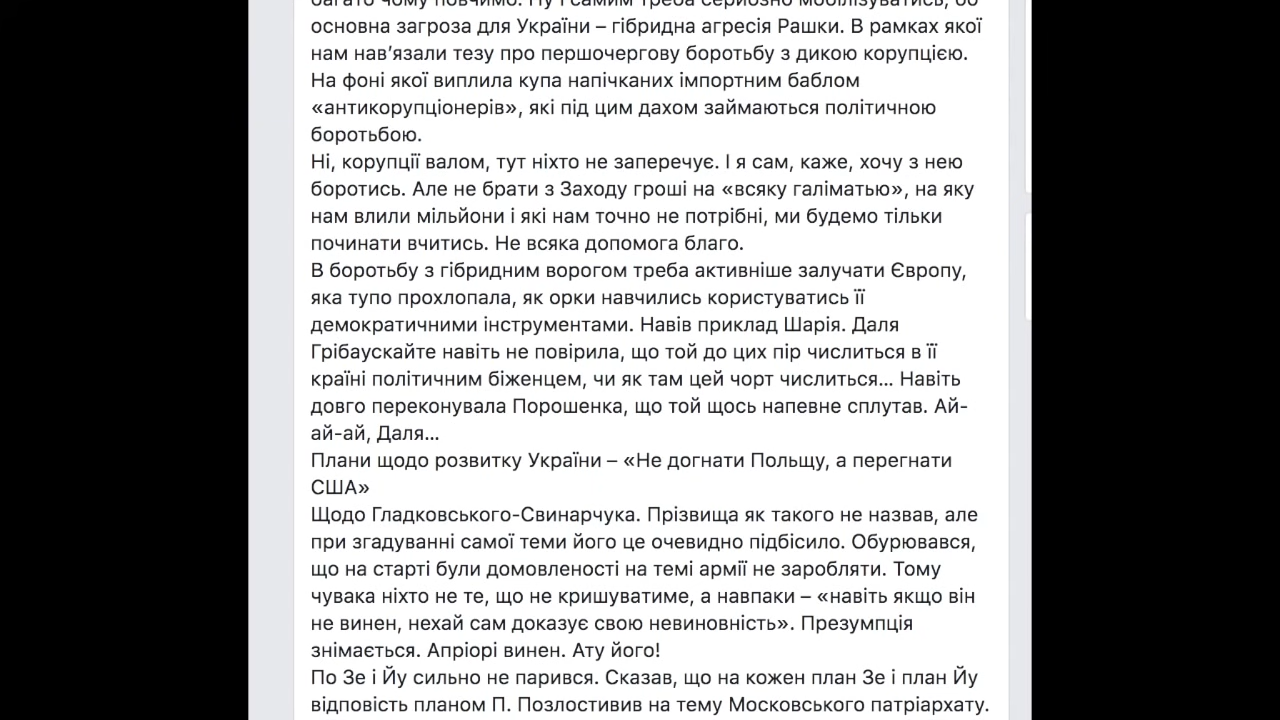 багато чому повчимо. Ну і самим треба серйозно мобілізуватись, бо
основна загроза для України – гібридна агресія Рашки. В рамках якої
нам нав’язали тезу про першочергову боротьбу з дикою корупцією.
На фоні якої виплила купа напічканих імпортним баблом
«антикорупціонерів», які під цим дахом займаються політичною
боротьбою.
Ні, корупції валом, тут ніхто не заперечує. І я сам, каже, хочу з нею
боротись. Але не брати з Заходу гроші на «всяку галіматью», на яку
нам влили мільйони і які нам точно не потрібні, ми будемо тільки
починати вчитись. Не всяка допомога благо.
В боротьбу з гібридним ворогом треба активніше залучати Європу,
яка тупо прохлопала, як орки навчились користуватись її
демократичними інструментами. Навів приклад Шарія. Даля
Грібаускайте навіть не повірила, що той до цих пір числиться в її
країні політичним біженцем, чи як там цей чорт числиться... Навіть
довго переконувала Порошенка, що той щось напевне сплутав. Ай-
ай-ай, Даля...
Плани щодо розвитку України – «Не догнати Польщу, а перегнати
США»
Щодо Гладковського-Свинарчука. Прізвища як такого не назвав, але
при згадуванні самої теми його це очевидно підбісило. Обурювався,
що на старті були домовленості на темі армії не заробляти. Тому
чувака ніхто не те, що не кришуватиме, а навпаки – «навіть якщо він
не винен, нехай сам доказує свою невиновність». Презумпція
знімається. Апріорі винен. Ату його!
По Зе і Йу сильно не парився. Сказав, що на кожен план Зе і план Йу
відповість планом П. Позлостивив на тему Московського патріархату.